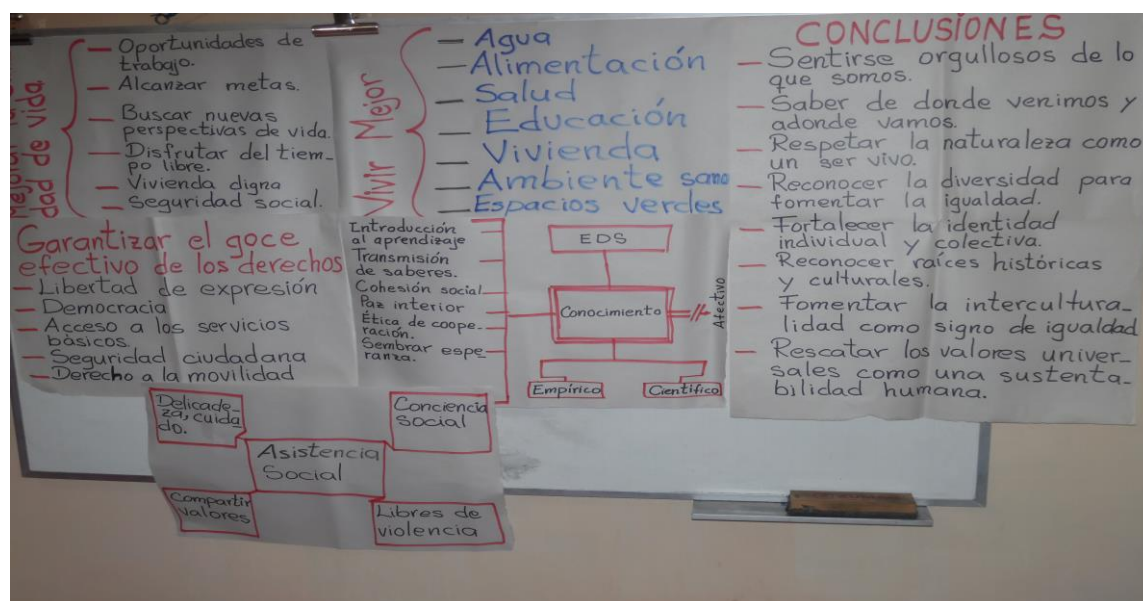 Mejorar
dad de vida
— Oportunidades de
trabajo.
— Alcanzar metas.
— Buscar nuevas
perspectivas de vida.
— Disfrutar del tiem_
po libre.
— Vivienda digna
— Seguridad social.
Vivir Mejor
— Agua
— Alimentación
— Salud
— Educación
— Vivienda
— Ambiente sano
— Espacios verdes
CONCLUSIONES
— Sentirse orgullosos de lo
que somos.
— Saber de donde venimos y
adonde vamos.
— Respetar la naturaleza como
un ser vivo.
— Reconocer la diversidad para
fomentar la igualdad.
— Fortalecer la identidad
individual y colectiva.
— Reconocer raíces históricas
y culturales.
— Fomentar la intercultura_
lidad como signo de igualdad
— Rescatar los valores univer_
sales como una sustenta_
bilidad humana.
Garantizar el goce
efectivo de los derechos
— Libertad de expresión
— Democracia
— Acceso a los servicios
básicos.
— Seguridad ciudadana
— Derecho a la movilidad
Introducción
al aprendizaje
Transmisión
de saberes.
Cohesión social
Paz interior
Ética de coope_
ración.
Sembrar espe_
ranza.
EDS
Conocimiento
Afectivo
Empírico
Científico
Delicade_
za, cuida_
do.
Conciencia
social
Asistencia
Social
Compartir
valores
Libres de
violencia